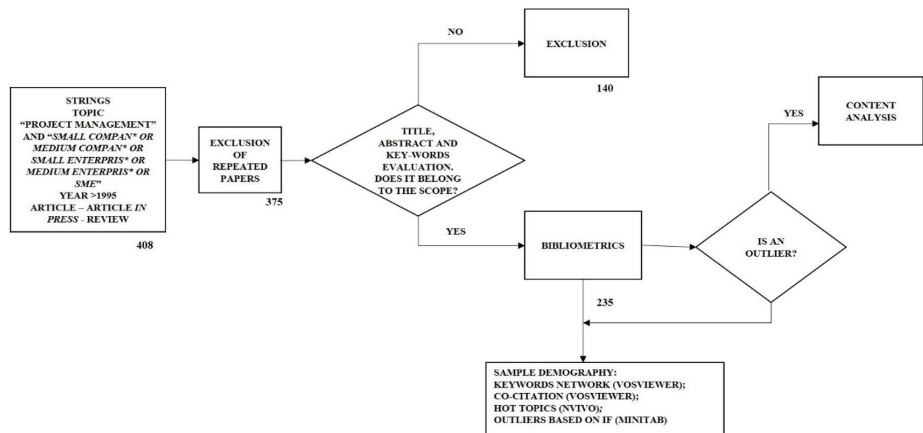 STRINGS
TOPIC
“PROJECT MANAGEMENT”
AND “SMALL COMPAN* OR
MEDIUM COMPAN* OR
SMALL ENTERPRIS* OR
MEDIUM ENTERPRIS* OR
SME”
YEAR >1995
ARTICLE – ARTICLE IN
PRESS - REVIEW
408
EXCLUSION
OF
REPEATED
PAPERS
375
TITLE,
ABSTRACT AND
KEY-WORDS
EVALUATION.
DOES IT BELONG
TO THE SCOPE?
NO
EXCLUSION
140
YES
BIBLIOMETRICS
235
IS AN
OUTLIER?
YES
CONTENT
ANALYSIS
SAMPLE DEMOGRAPHY:
KEYWORDS NETWORK (VOSVIEWER);
CO-CITATION (VOSVIEWER);
HOT TOPICS (NVIVO);
OUTLIERS BASED ON IF (MINITAB)